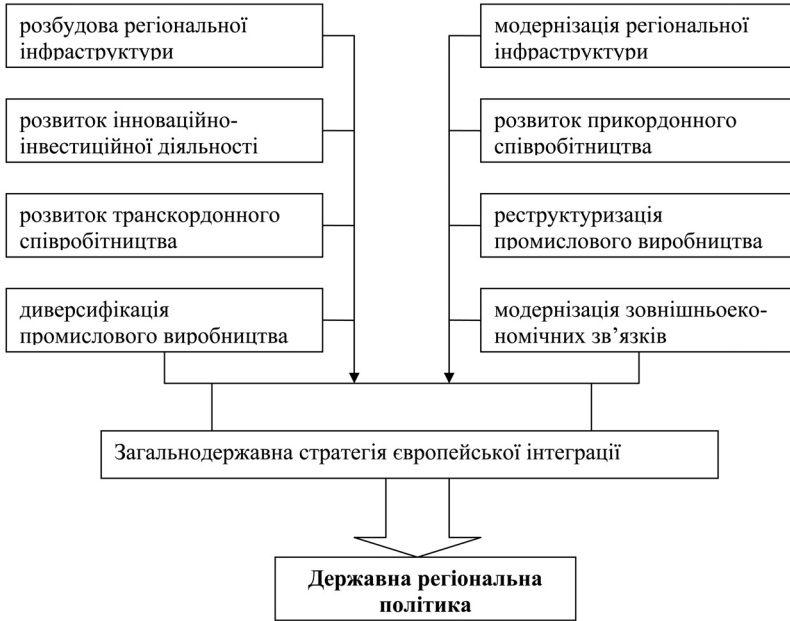 розбудова регіональної
інфраструктури
модернізація регіональної
інфраструктури
розвиток інноваційно-
інвестиційної діяльності
розвиток прикордонного
співробітництва
розвиток транскордонного
співробітництва
реструктуризація
промислового виробництва
диверсифікація
промислового виробництва
модернізація зовнішньоеко-
номічних зв’язків
Загальнодержавна стратегія європейської інтеграції
Державна регіональна
політика